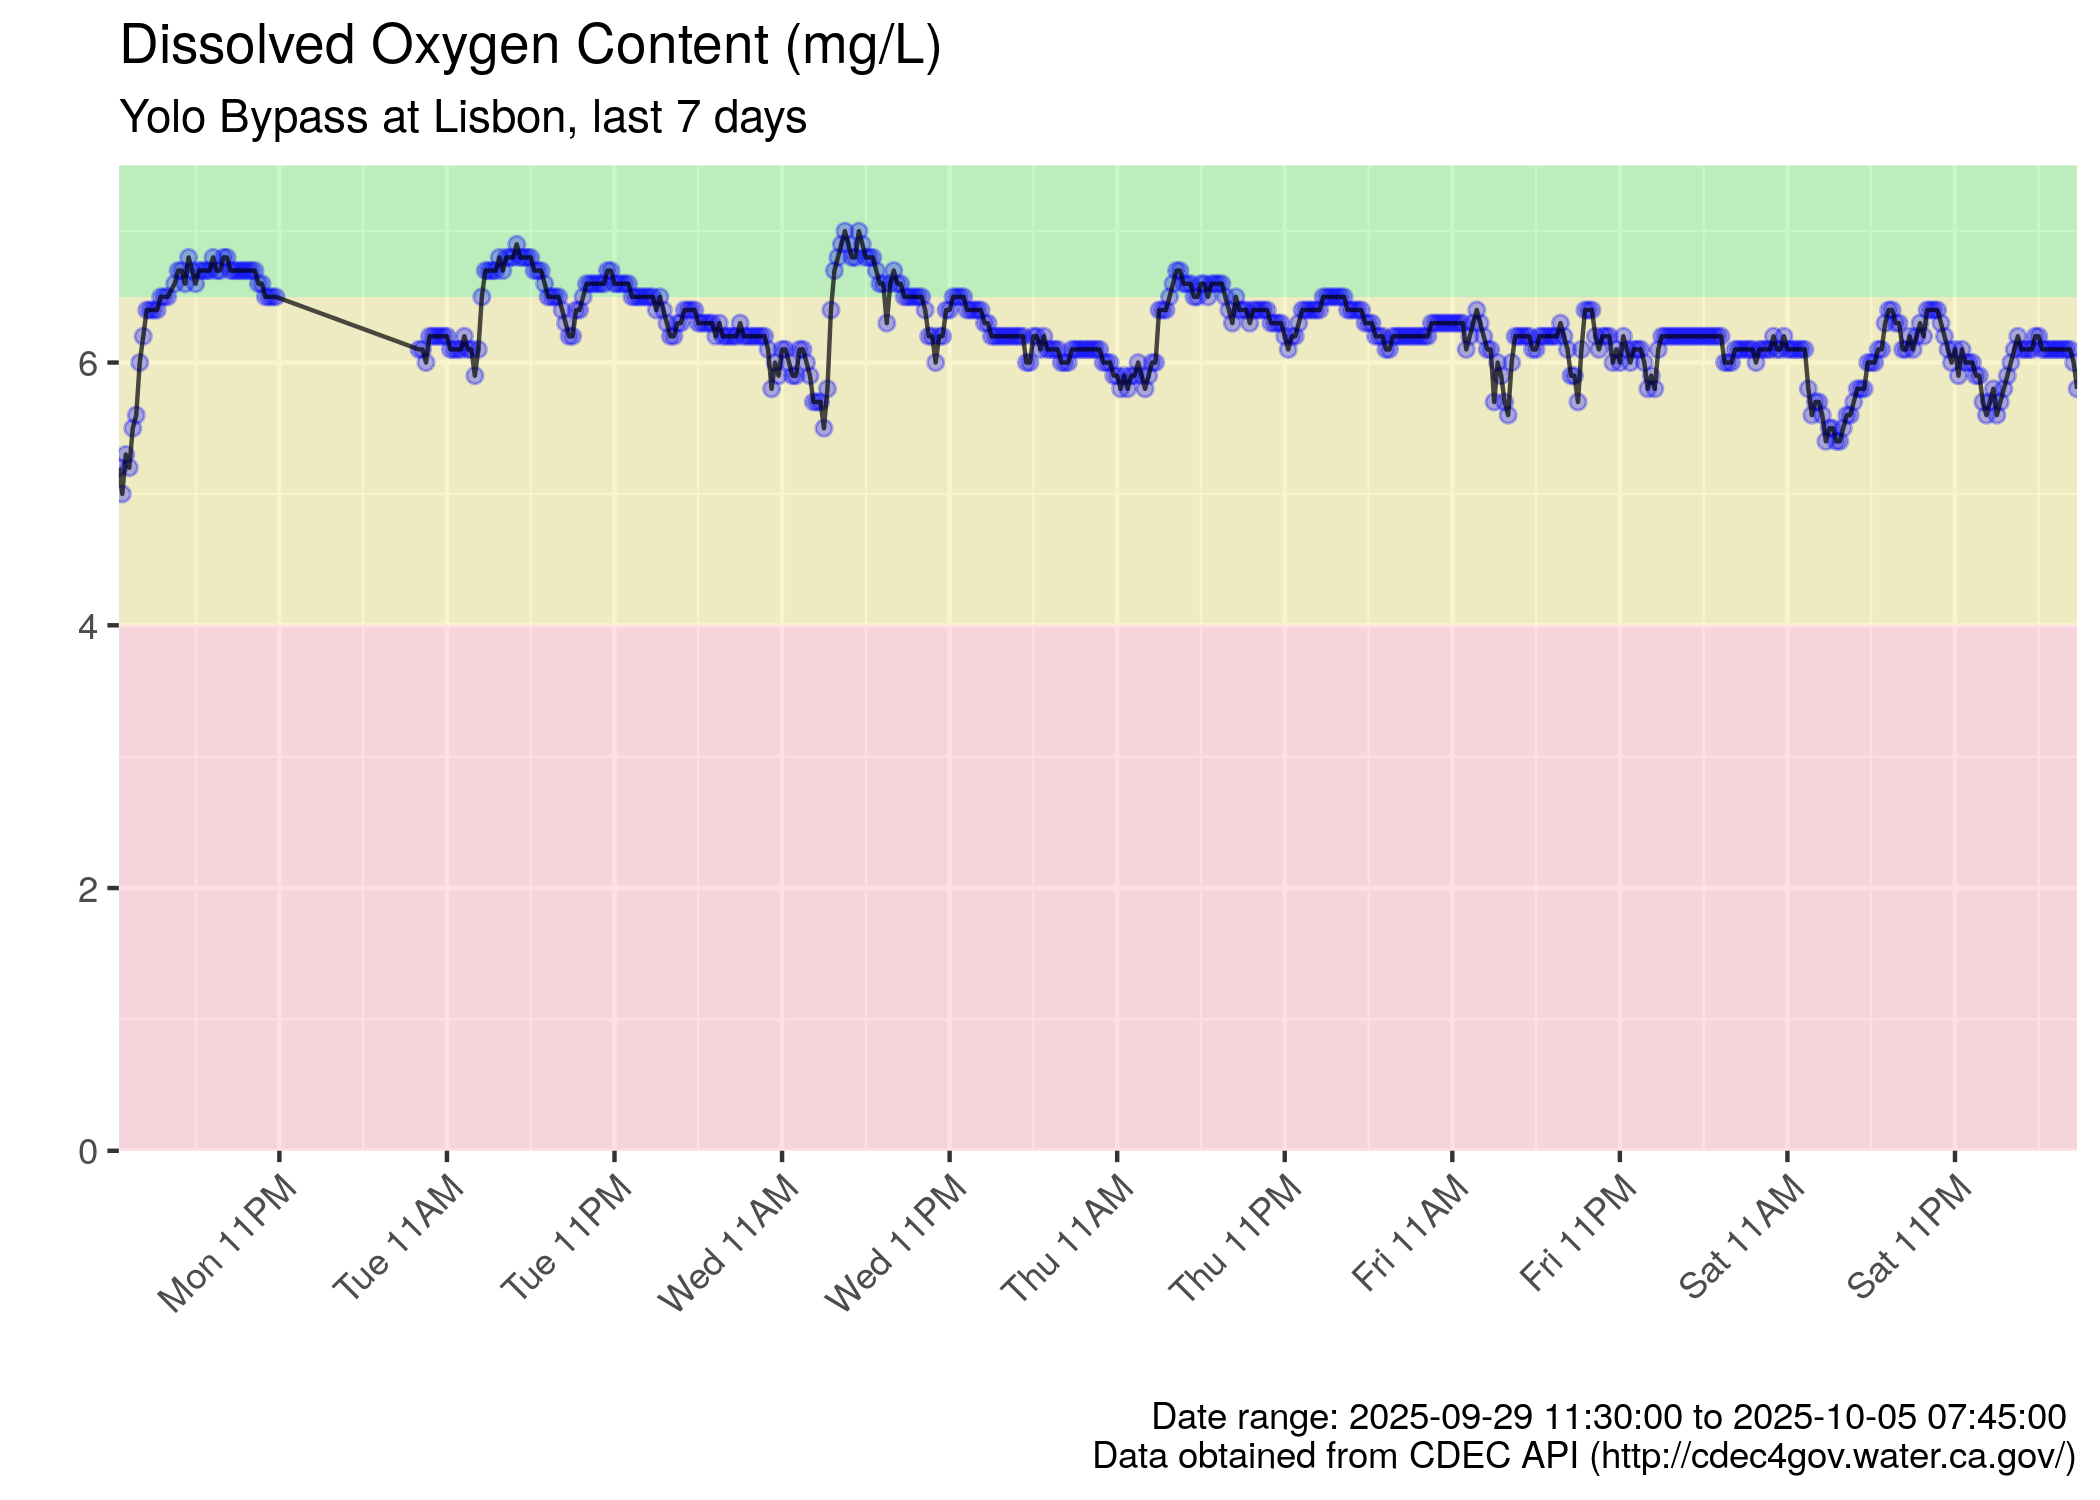 Dissolved Oxygen Content (mg/L)
Yolo Bypass at Lisbon, last 7 days
6
4
2
0
Mon 11PM
Tue 11AM
Tue 11PM
Wed 11AM
Wed 11PM
Thu 11AM
Thu 11PM
Fri 11AM
Fri 11PM
Sat 11AM
Sat 11PM
Date range: 2025-09-29 11:30:00 to 2025-10-05 07:45:00
Data obtained from CDEC API (http://cdec4gov.water.ca.gov/)